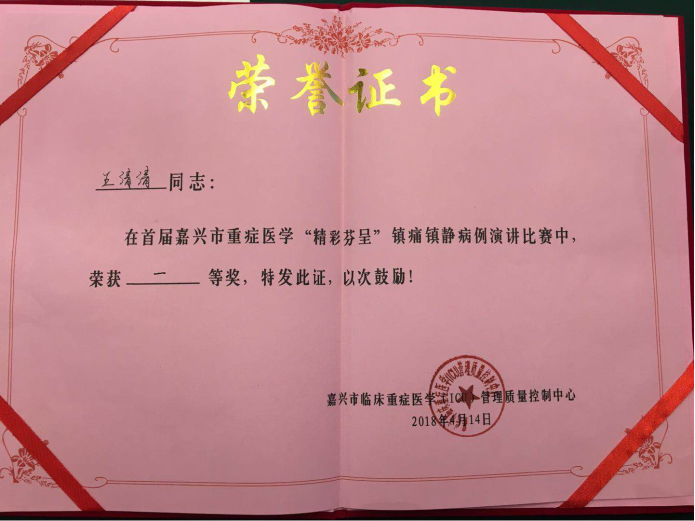 荣誉证书
王倩倩同志：
在首届嘉兴市重症医学“精彩芬呈”镇痛镇静病例演讲比赛中，
荣获 一 等奖，特发此证，以次鼓励！
嘉兴市临床重症医学（ICU）管理质量控制中心
2018年4月14日